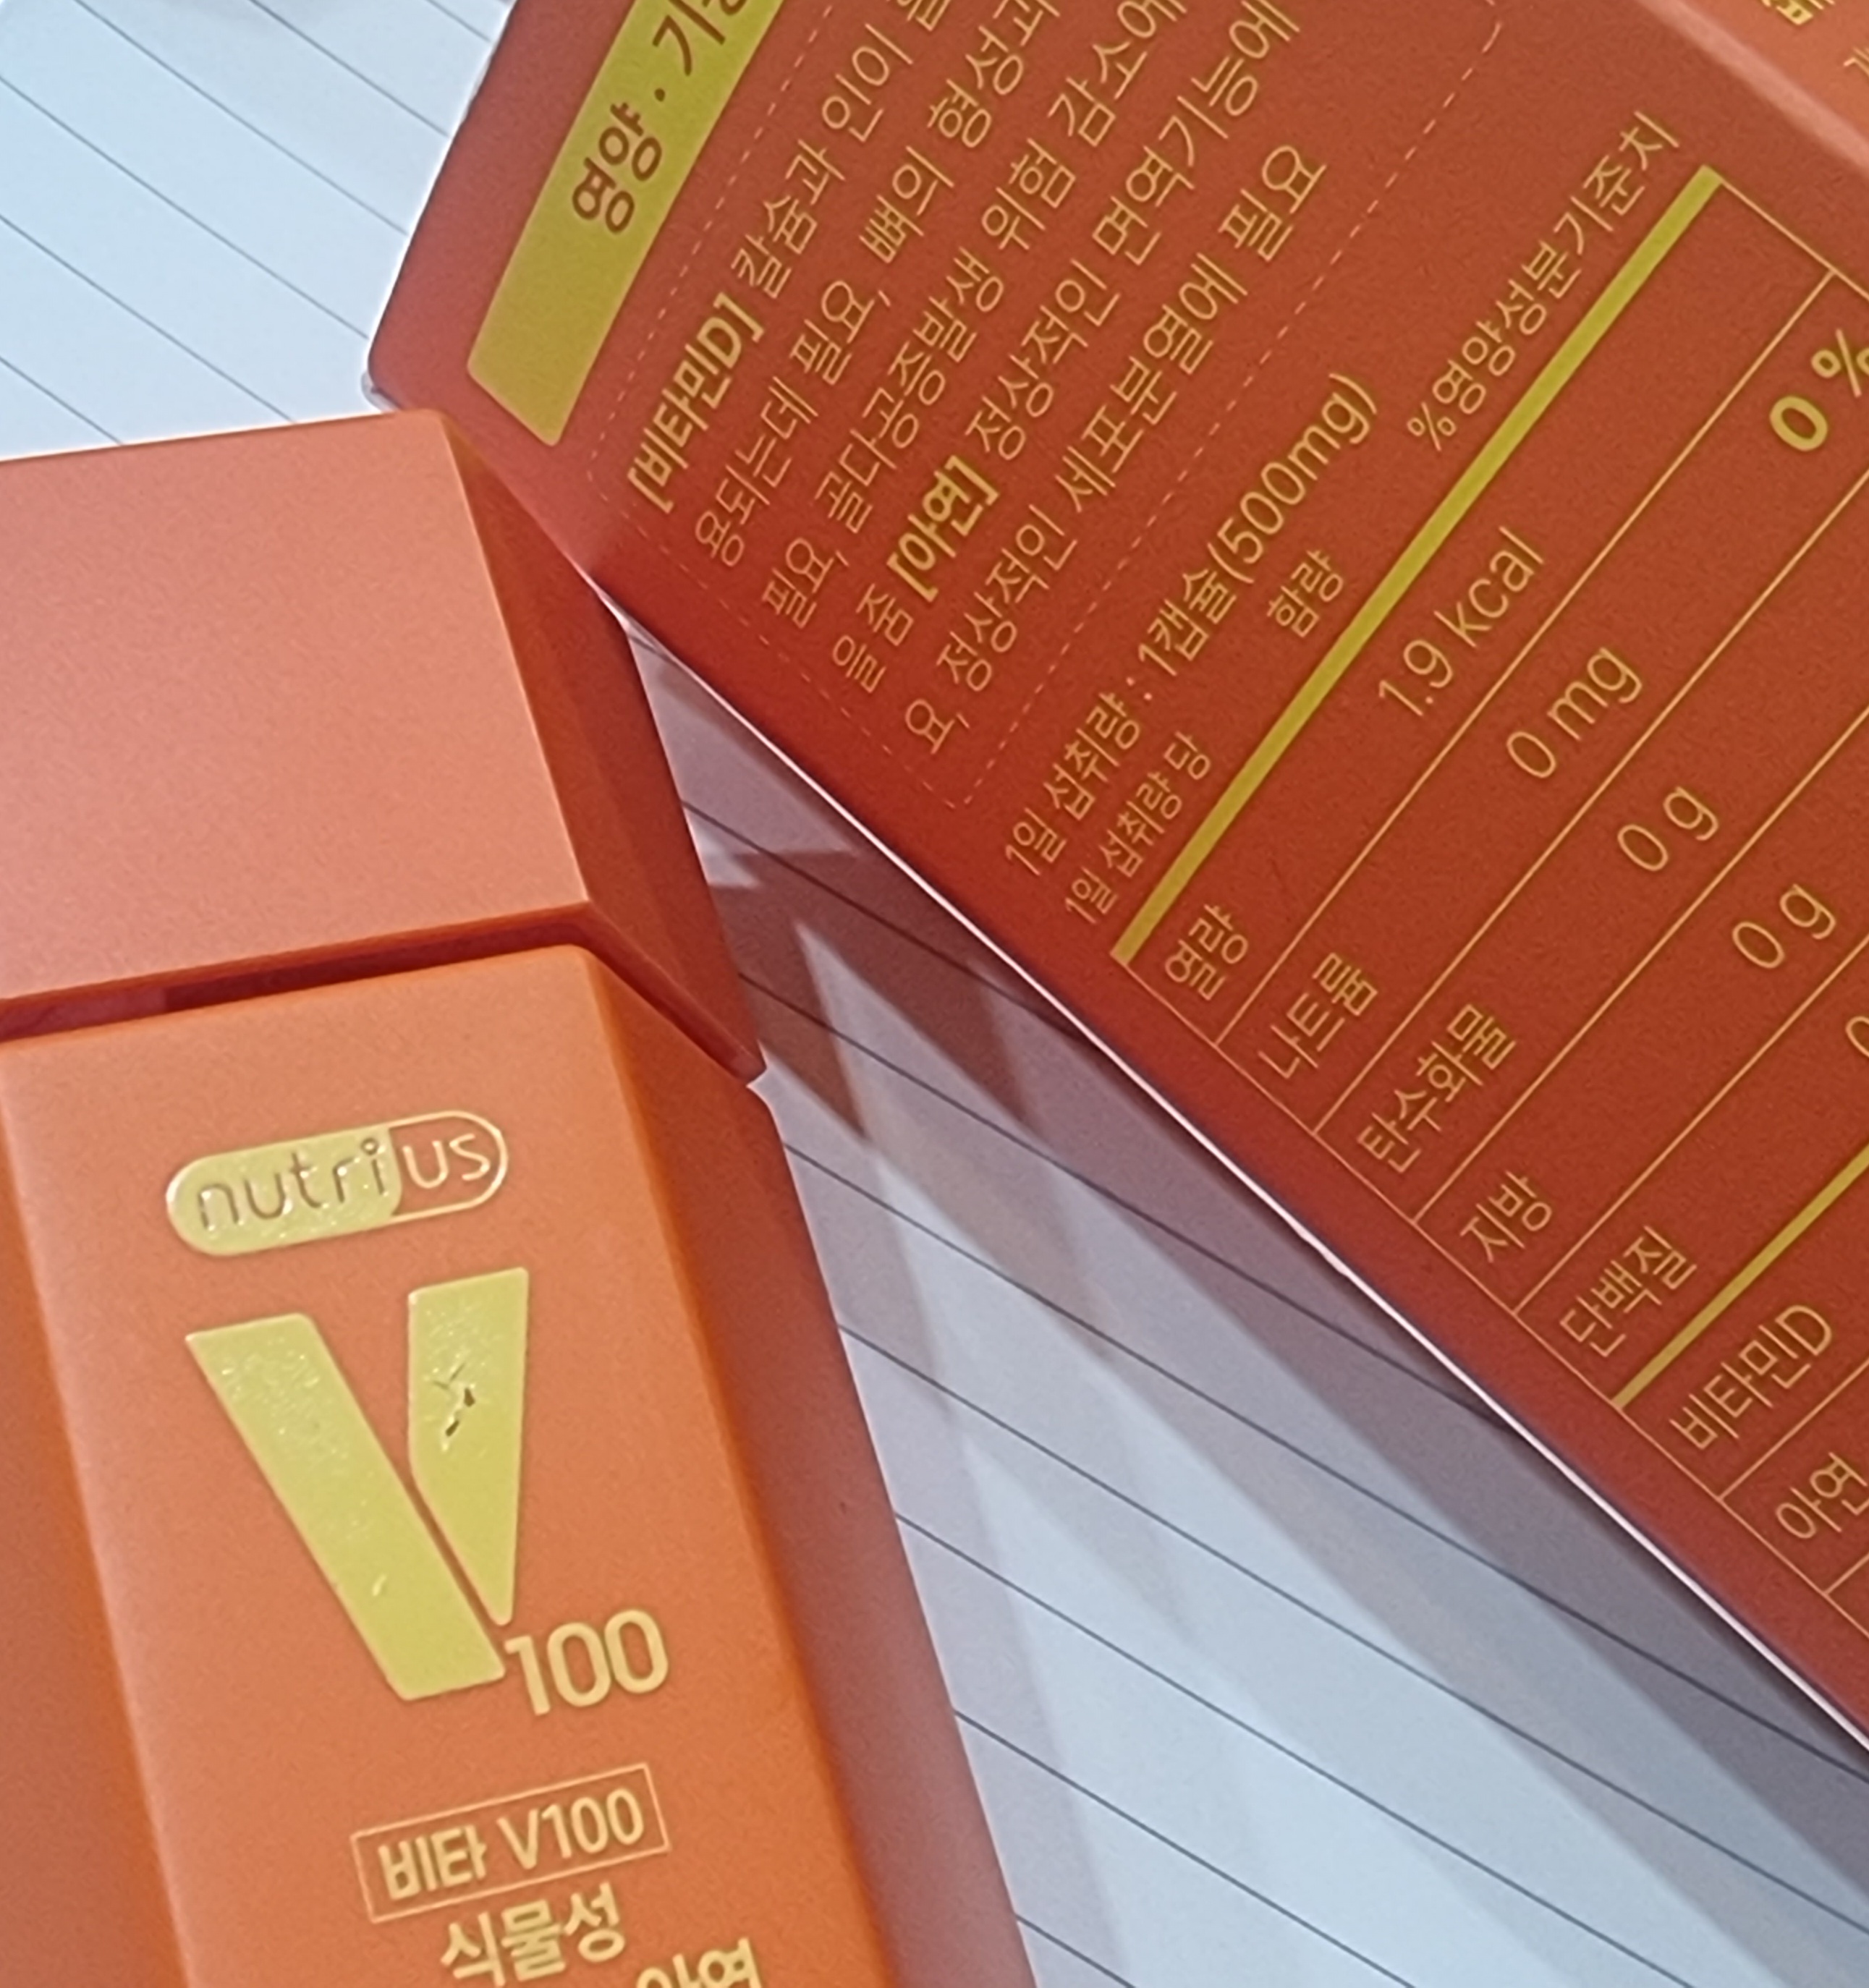 영양 ·
[비타민D] 칼슘과 인이
용되는데 필요, 뼈의 형성과
필요, 골다공증발생 위험 감소에
을 줌 [아연] 정상적인 면역기능에
요, 정상적인 세포분열에 필요
1일 섭취량 : 1캡슐(500mg)
1일 섭취량 당 함량 %영양성분기준치
열량 1.9 kcal
나트륨 0 mg 0 %
탄수화물 0 g
지방 0 g
단백질
비타민D
아연
nutrius
V100
비타 V100
식물성
아연